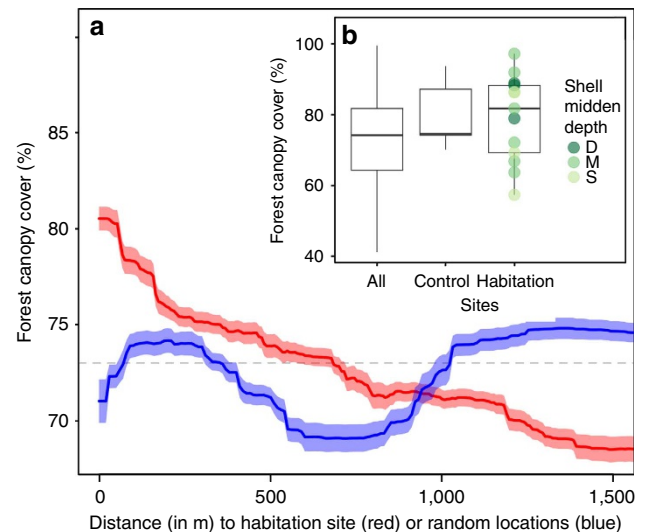 a
b
Forest canopy cover (%)
85
80
75
70
0
500
1,000
1,500
Distance (in m) to habitation site (red) or random locations (blue)
Forest canopy cover (%)
100
80
60
40
All
Control
Habitation
Sites
Shell
midden
depth
D
M
S